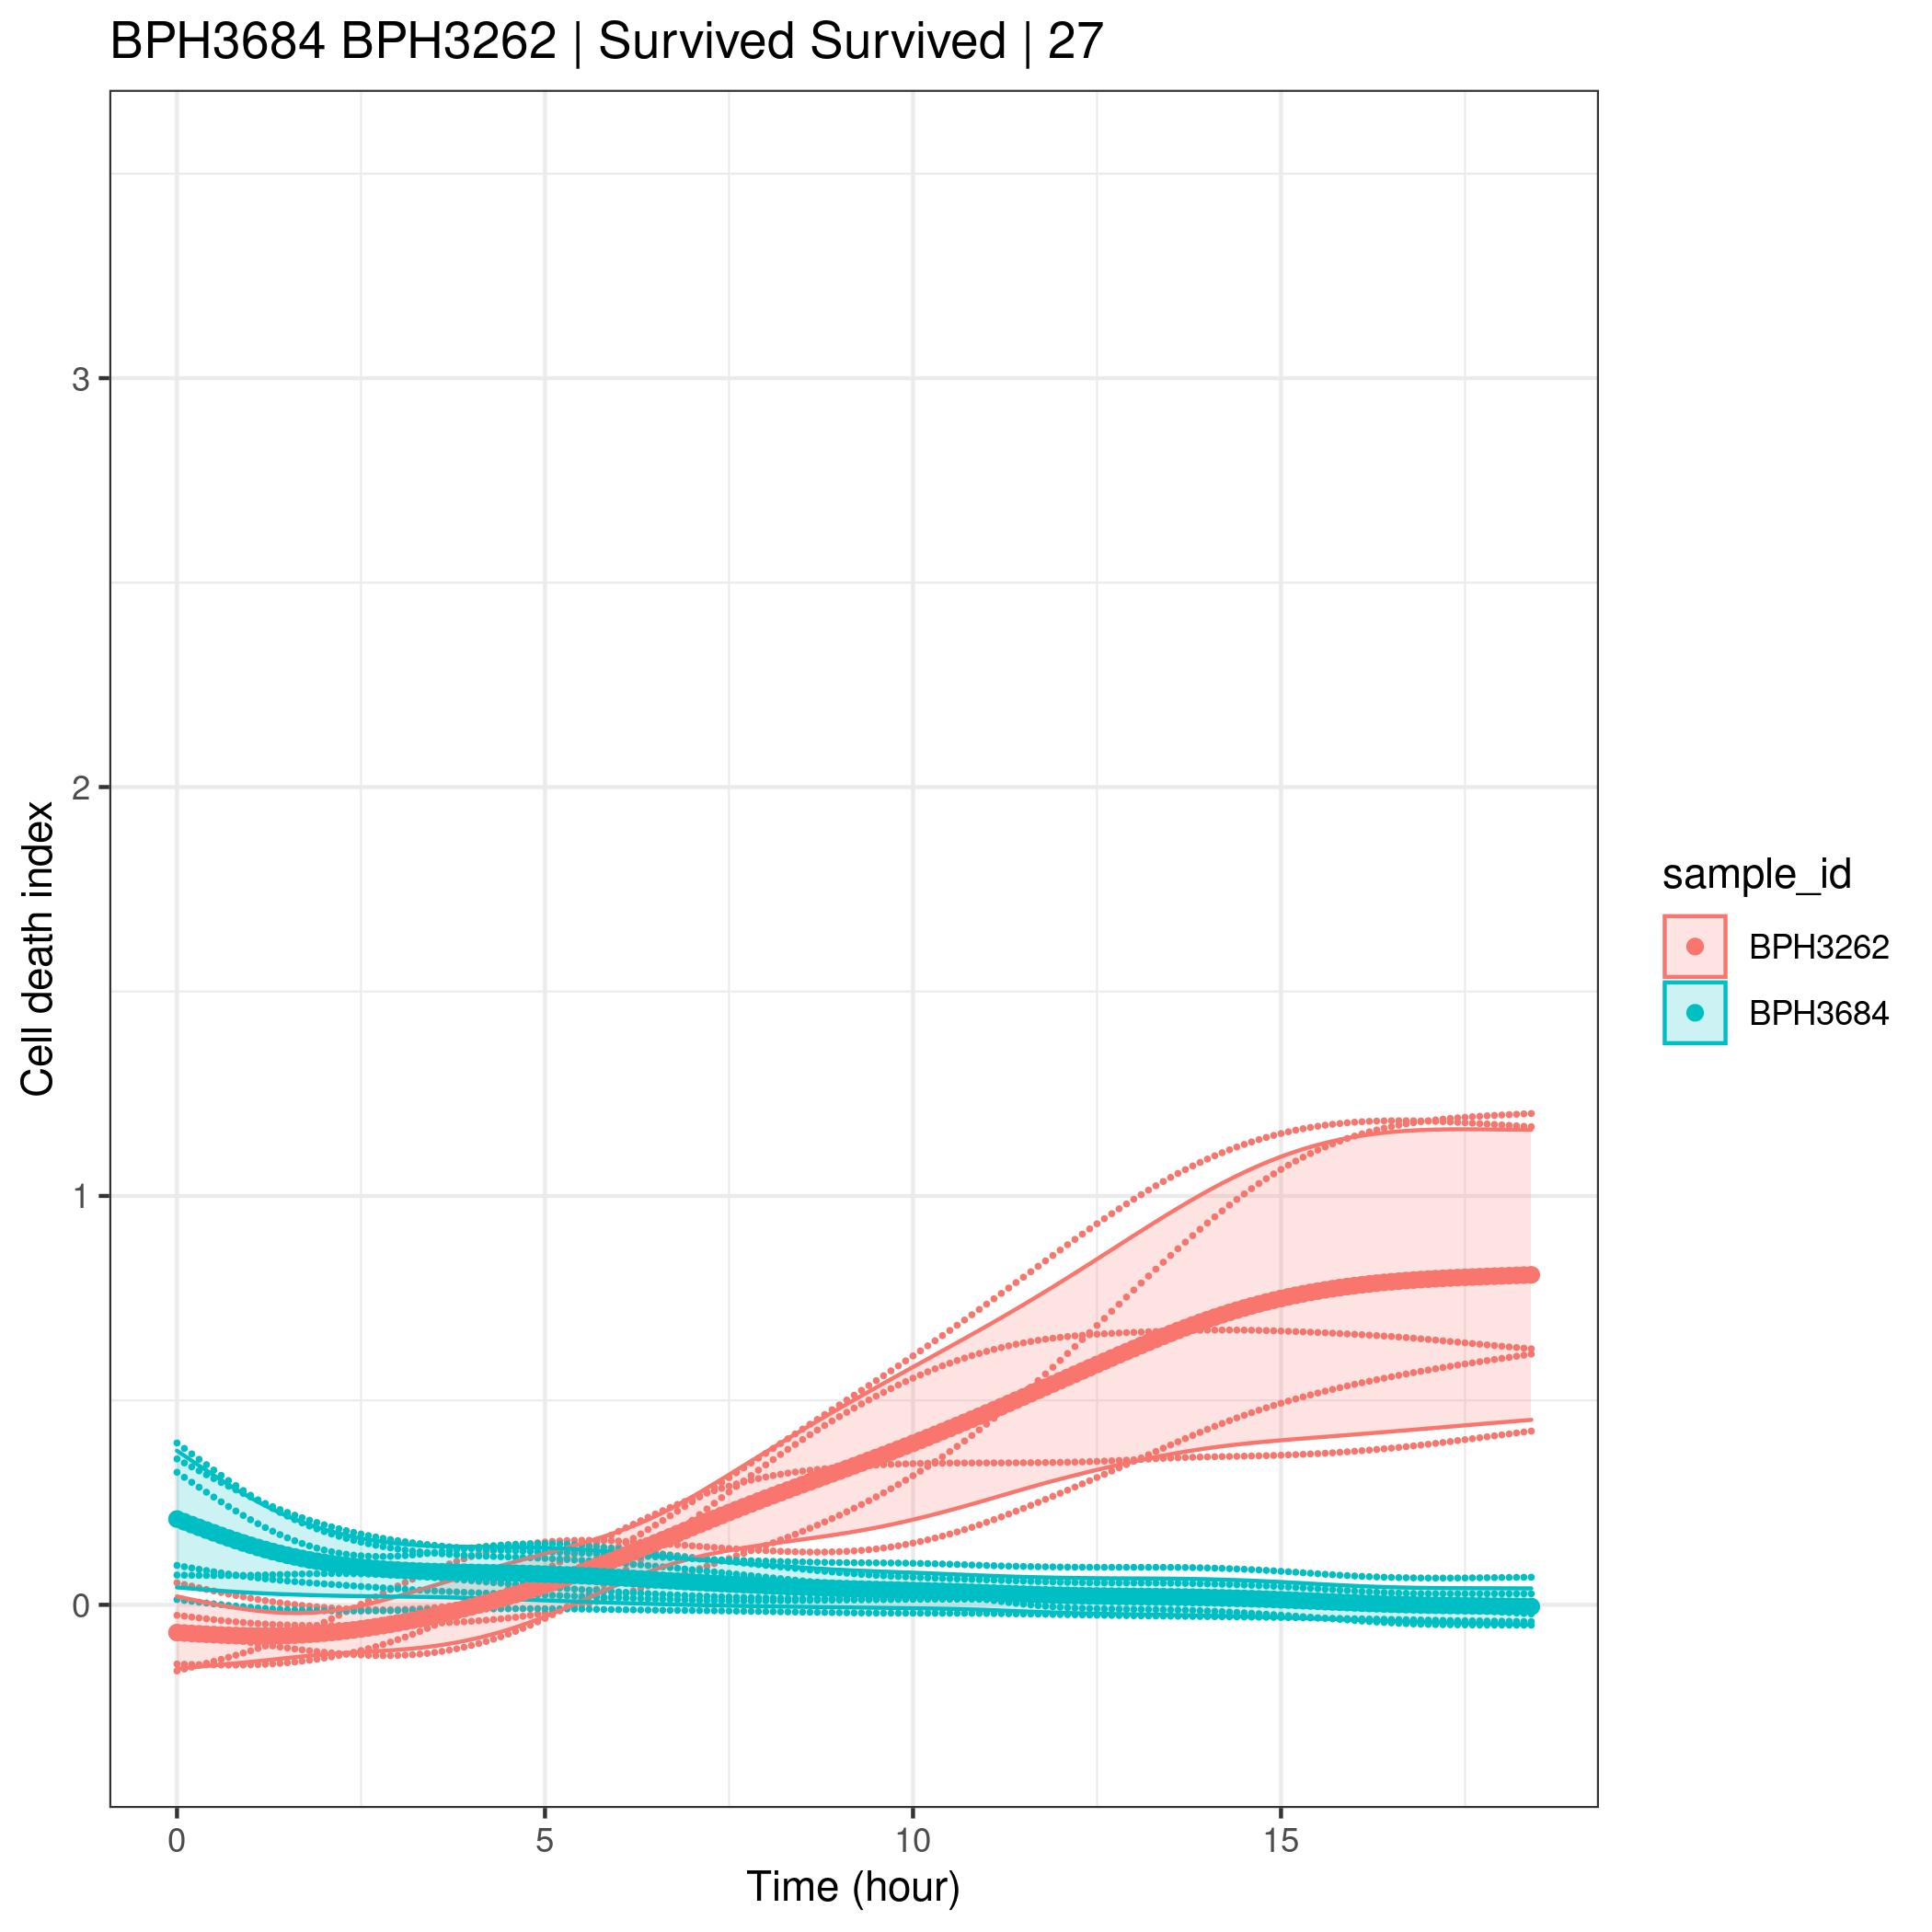 BPH3684 BPH3262 | Survived Survived | 27
3
2
1
0
Cell death index
0 5 10 15
Time (hour)
sample_id
BPH3262
BPH3684